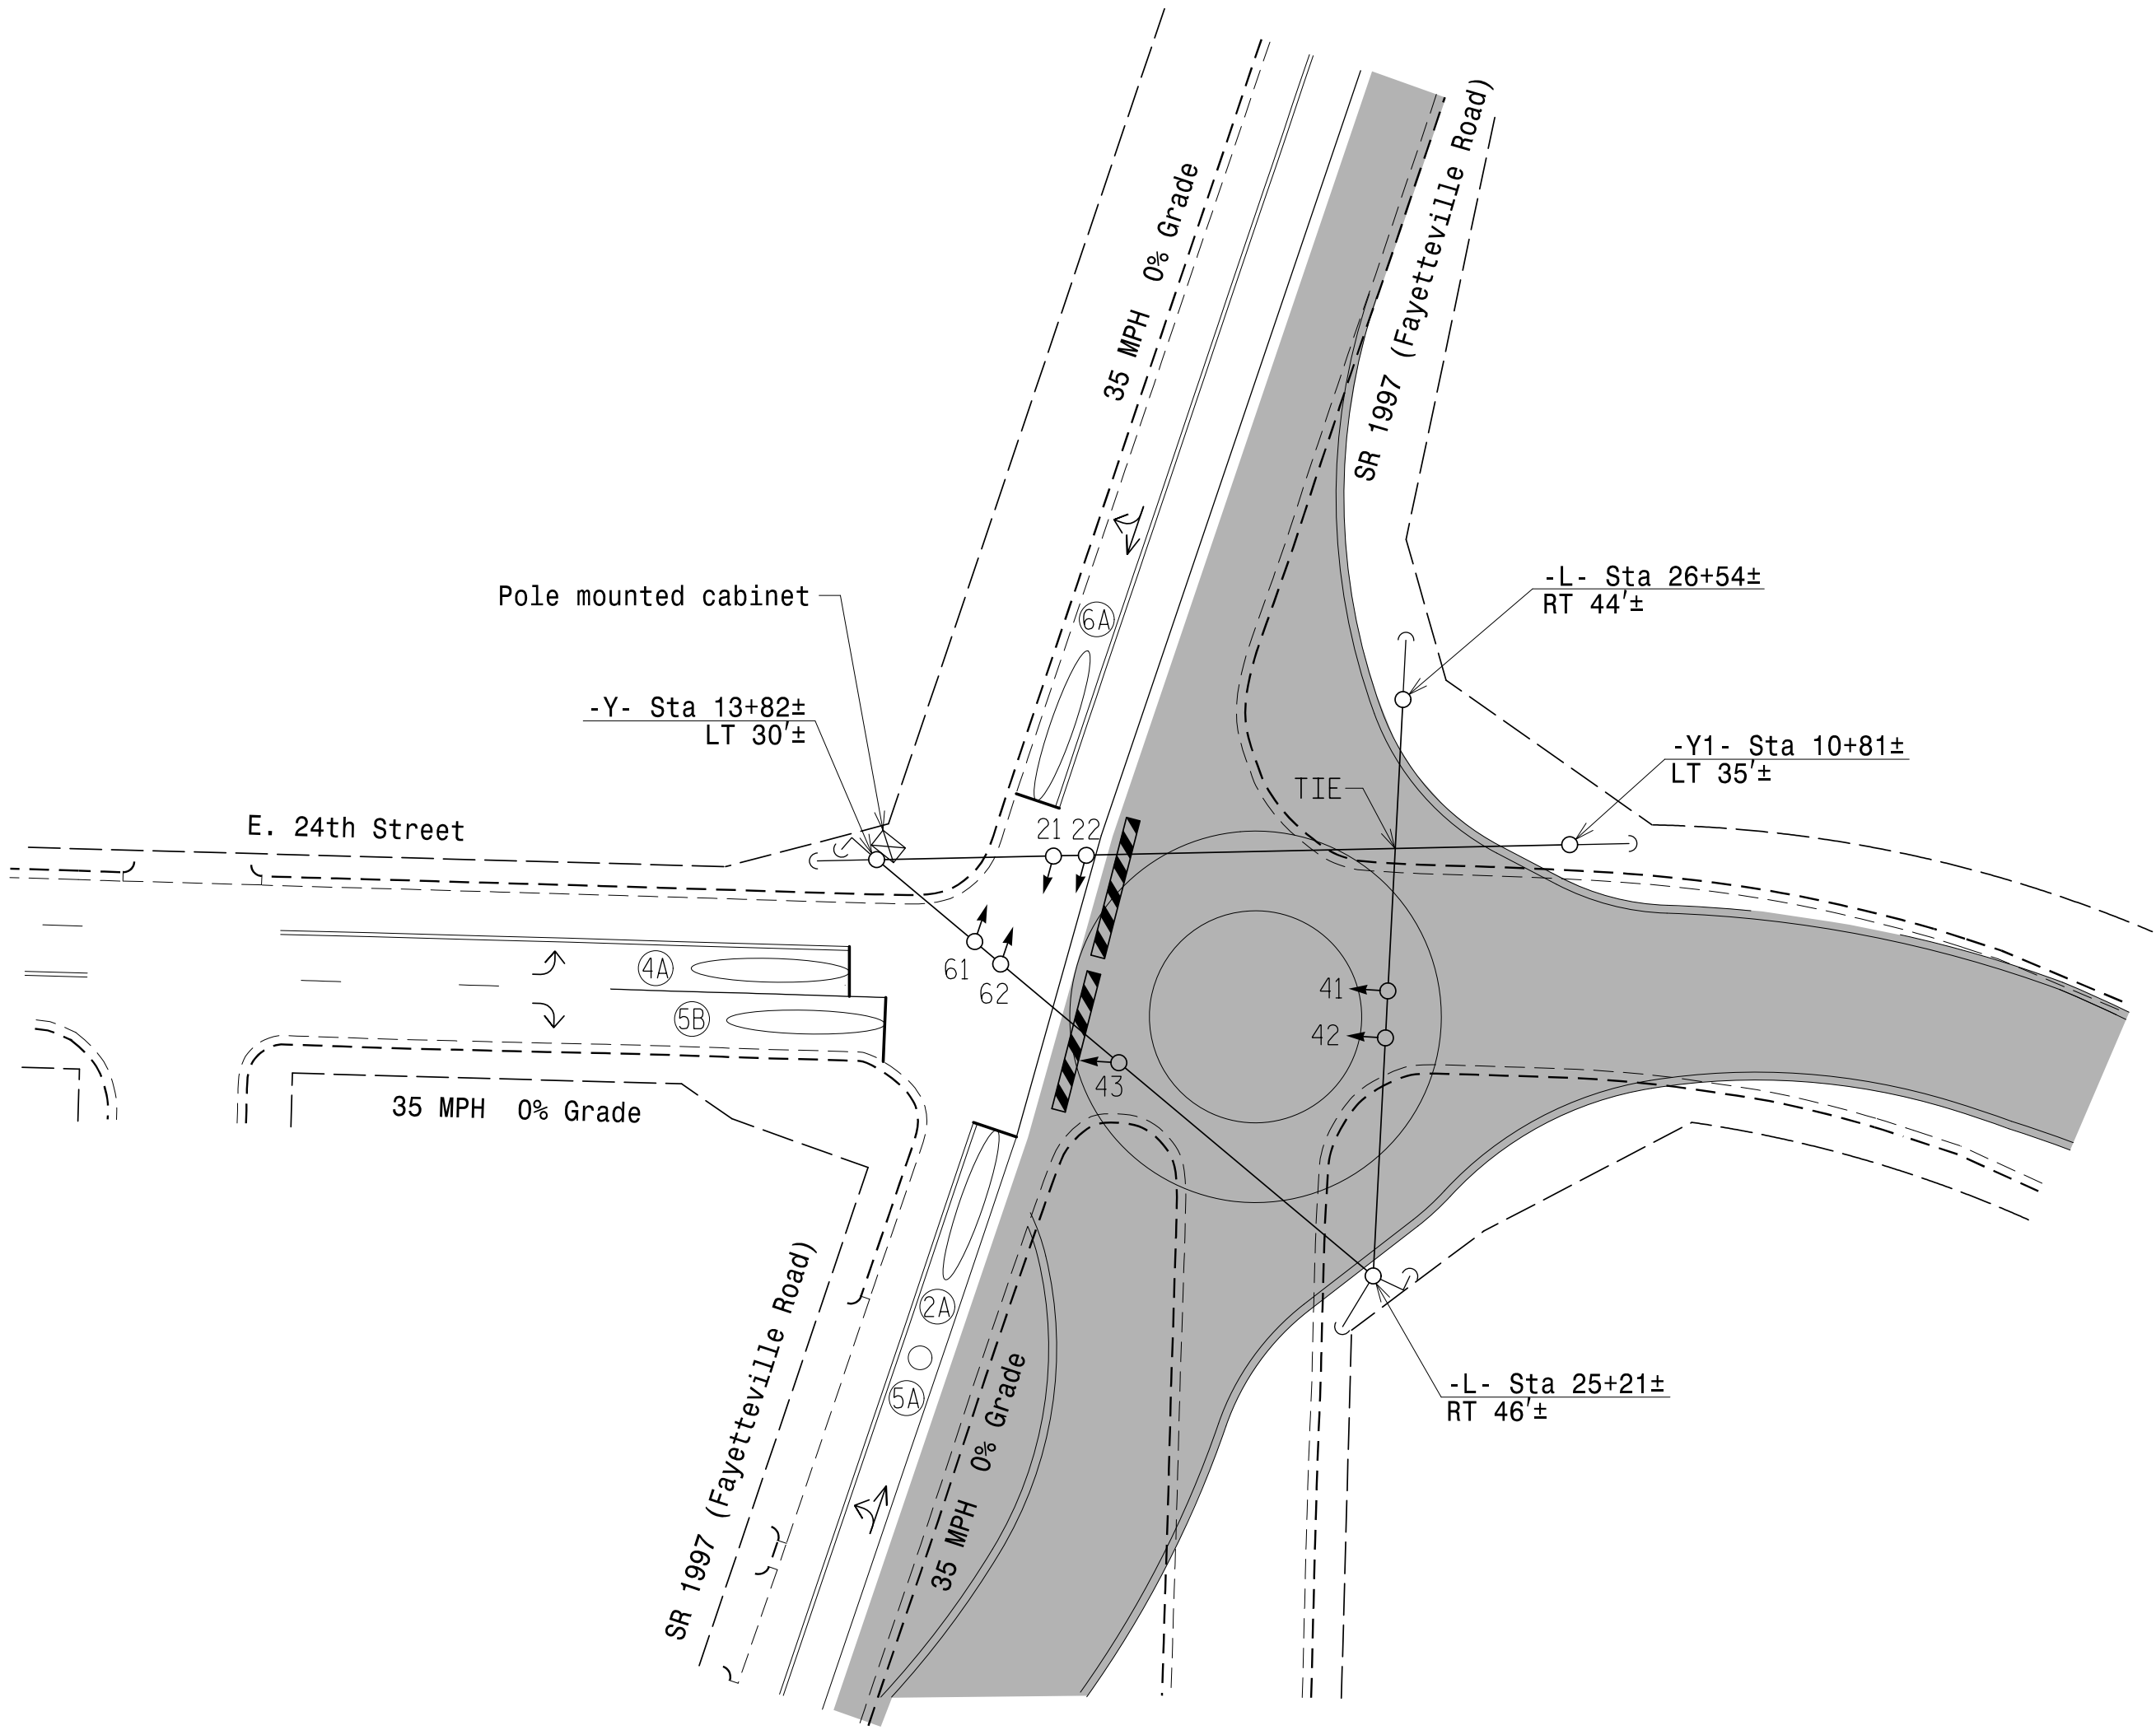 35 MPH 0% Grade
SR 1997 (Fayetteville Road)
-L- Sta 26+54±
RT 44'±
Pole mounted cabinet
6A
-Y- Sta 13+82±
LT 30'±
-Y1- Sta 10+81±
LT 35'±
TIE
E. 24th Street
21 22
4A
61
62
41
5B
42
43
35 MPH 0% Grade
2A
5A
SR 1997 (Fayetteville Road)
35 MPH 0% Grade
-L- Sta 25+21±
RT 46'±